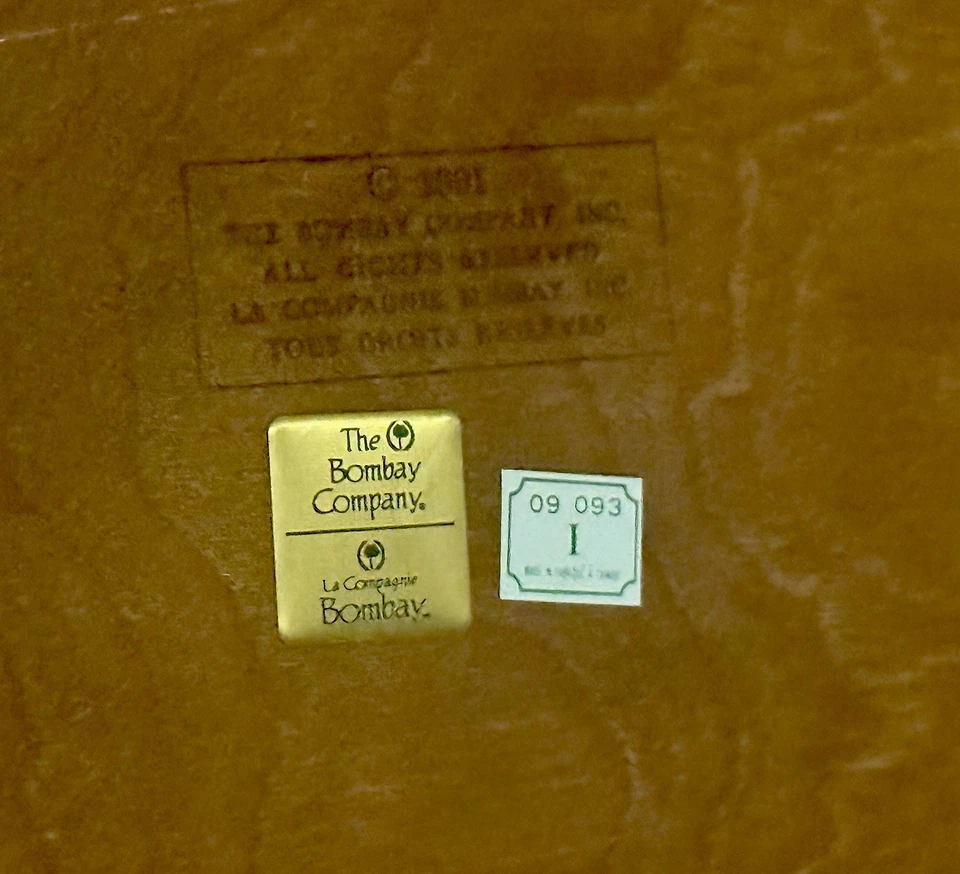 © 1991
THE BOMBAY COMPANY, INC.
ALL RIGHTS RESERVED
LA COMPAGNIE BOMBAY INC.
TOUS DROITS RESERVES
The
Bombay
Company®
La Compagnie
Bombay
09 093
I